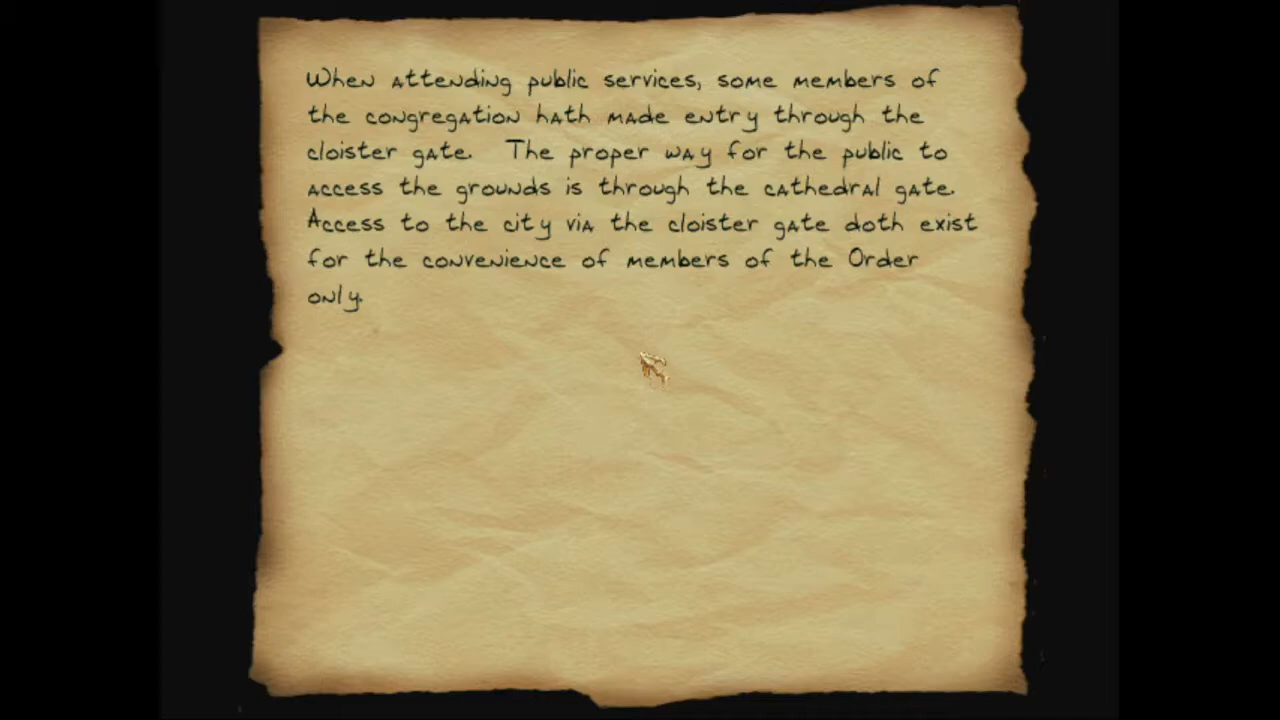 When attending public services, some members of
the congregation hath made entry through the
cloister gate. The proper way for the public to
access the grounds is through the cathedral gate.
Access to the city via the cloister gate doth exist
for the convenience of members of the Order
only.